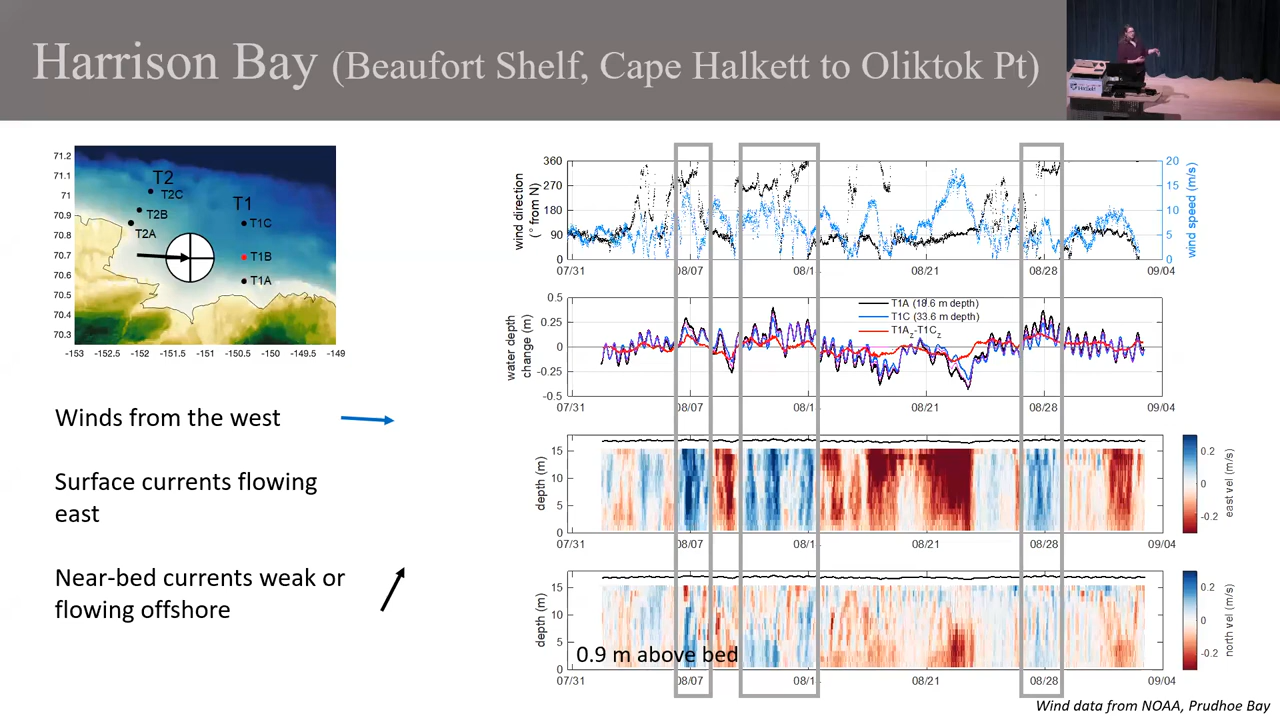 Harrison Bay (Beaufort Shelf, Cape Halkett to Oliktok Pt)
71.2
71.1
71
70.9
70.8
70.7
70.6
70.5
70.4
70.3
-153 -152.5 -152 -151.5 -151 -150.5 -150 -149.5 -149
T2
T2C
T2B
T2A
T1
T1C
T1B
T1A
Winds from the west
Surface currents flowing
east
Near-bed currents weak or
flowing offshore
wind direction
(° from N)
360
270
180
90
0
20
15
10
5
0
wind speed (m/s)
07/31 08/07 08/1 08/21 08/28 09/04
water depth
change (m)
0.5
0.25
0
-0.25
-0.5
T1A (18.6 m depth)
T1C (33.6 m depth)
T1Az-T1Cz
07/31 08/07 08/1 08/21 08/28 09/04
depth (m)
15
10
5
0
0.2
0
-0.2
east vel (m/s)
07/31 08/07 08/1 08/21 08/28 09/04
depth (m)
15
10
5
0
0.9 m above bed
0.2
0
-0.2
north vel (m/s)
07/31 08/07 08/1 08/21 08/28 09/04
Wind data from NOAA, Prudhoe Bay